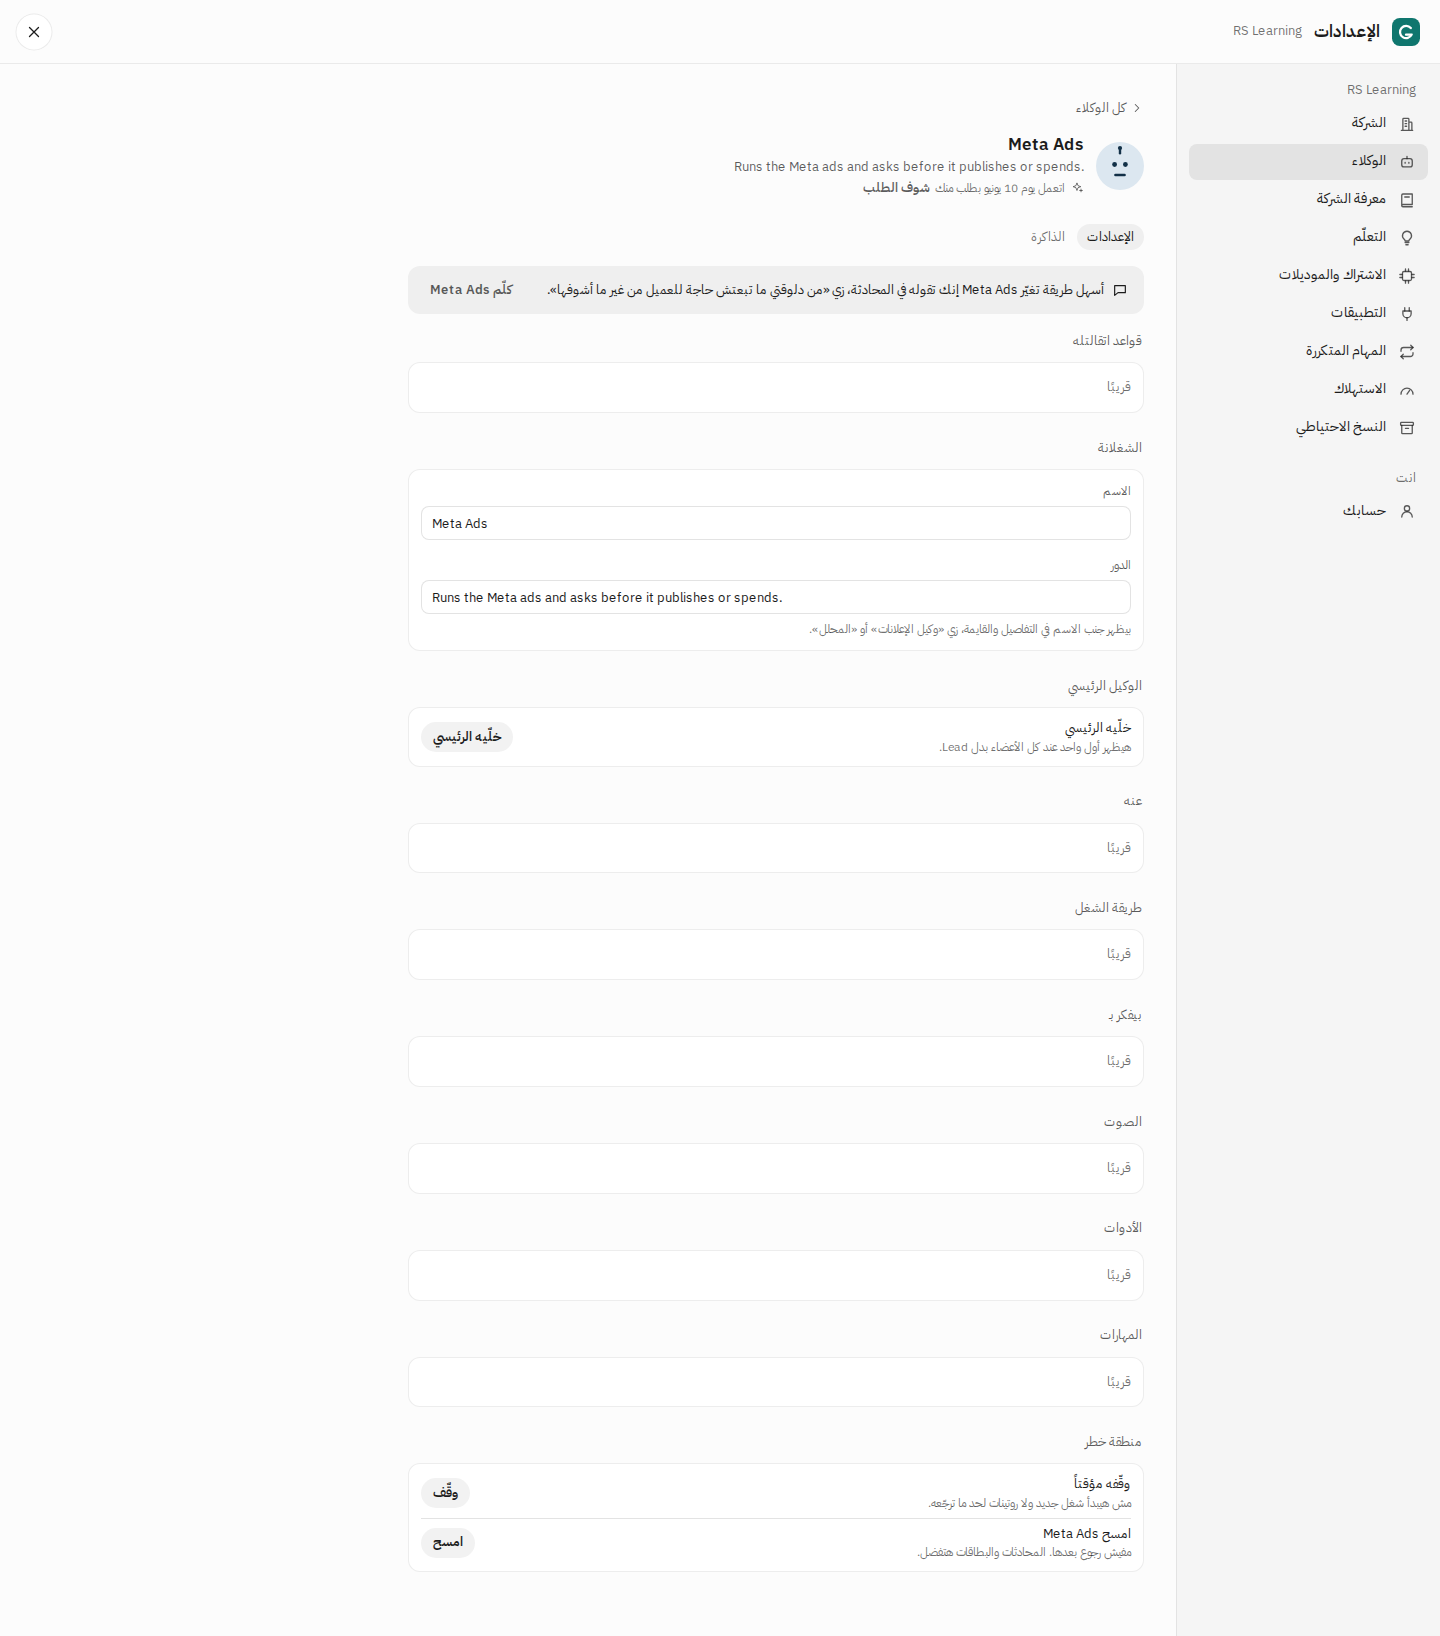 الإعدادات RS Learning
RS Learning
الشركة
الوكلاء
معرفة الشركة
التعلّم
الاشتراك والموديلات
التطبيقات
المهام المتكررة
الاستهلاك
النسخ الاحتياطي
انت
حسابك
كل الوكلاء
Meta Ads
Runs the Meta ads and asks before it publishes or spends.
اتعمل يوم 10 يونيو بطلب منك شوف الطلب
الإعدادات الذاكرة
أسهل طريقة تغيّر Meta Ads إنك تقوله في المحادثة، زي «من دلوقتي ما تبعتش حاجة للعميل من غير ما أشوفها». كلّم Meta Ads
قواعد اتقالتله
قريبًا
الشغلانة
الاسم
Meta Ads
الدور
Runs the Meta ads and asks before it publishes or spends.
بيظهر جنب الاسم في التفاصيل والقايمة، زي «وكيل الإعلانات» أو «المحلل».
الوكيل الرئيسي
خلّيه الرئيسي
هيظهر أول واحد عند كل الأعضاء بدل Lead.
خلّيه الرئيسي
عنه
قريبًا
طريقة الشغل
قريبًا
بيفكر بـ
قريبًا
الصوت
قريبًا
الأدوات
قريبًا
المهارات
قريبًا
منطقة خطر
وقّفه مؤقتاً
مش هيبدأ شغل جديد ولا روتينات لحد ما ترجّعه.
وقّف
امسح Meta Ads
مفيش رجوع بعدها. المحادثات والبطاقات هتفضل.
امسح